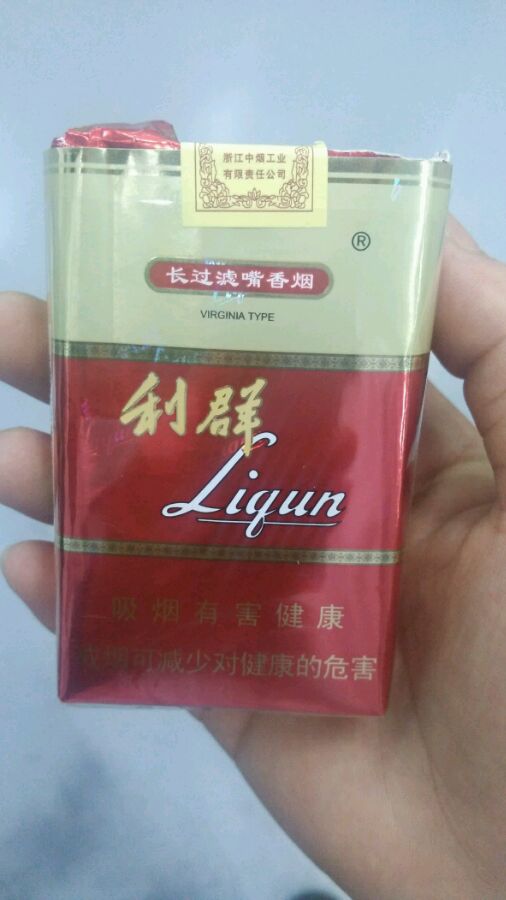 浙江中烟工业
有限责任公司
®
长过滤嘴香烟
VIRGINIA TYPE
利群
Liqun
吸烟有害健康
戒烟可减少对健康的危害